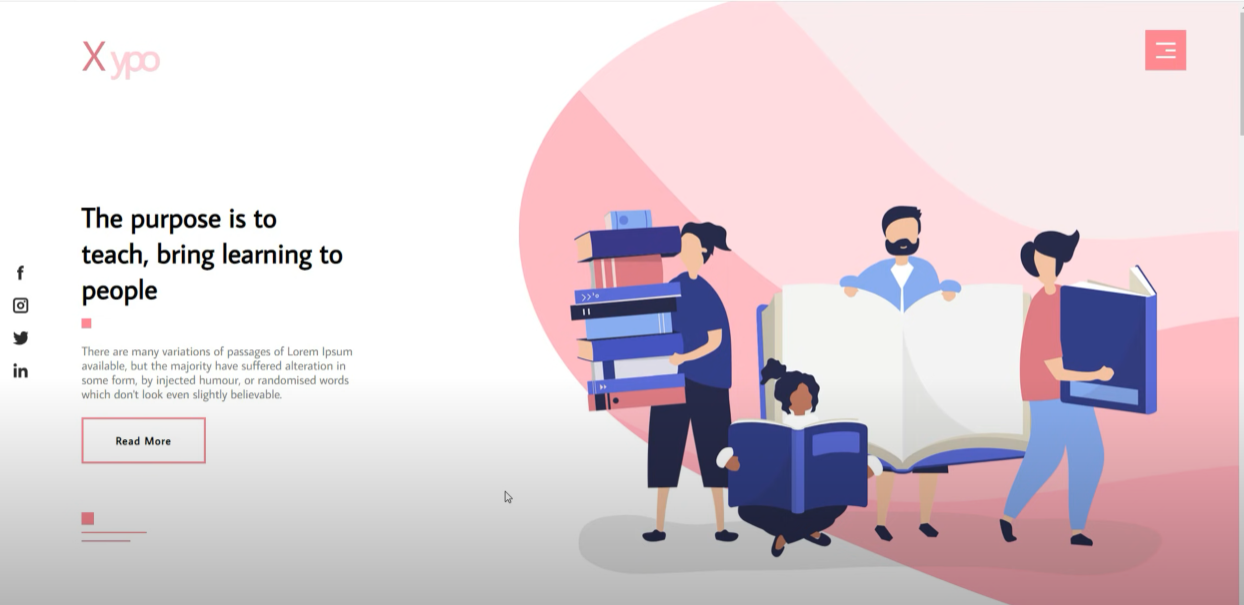 X ypo
The purpose is to
teach, bring learning to
people
There are many variations of passages of Lorem Ipsum
available, but the majority have suffered alteration in
some form, by injected humour, or randomised words
which don't look even slightly believable.
Read More